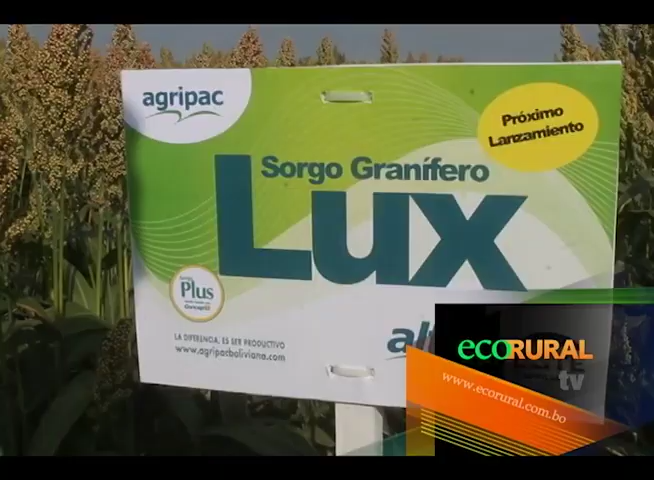 agripac
Próximo
Lanzamiento
Sorgo Granífero
Lux
Plus
LA DIFERENCIA, ES SER PRODUCTIVO
www.agripacboliviana.com
ecoRURAL
tv
www.ecorural.com.bo